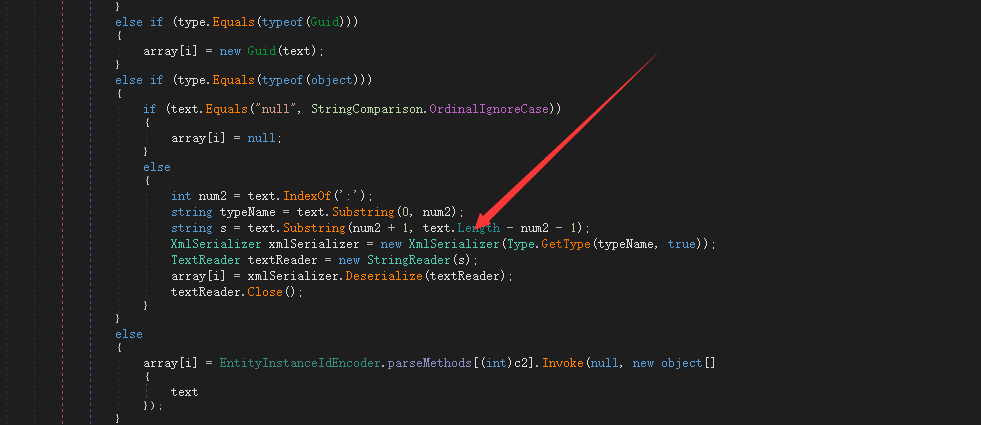 }
else if (type.Equals(typeof(Guid)))
{
array[i] = new Guid(text);
}
else if (type.Equals(typeof(object)))
{
if (text.Equals("null", StringComparison.OrdinalIgnoreCase))
{
array[i] = null;
}
else
{
int num2 = text.IndexOf(':');
string typeName = text.Substring(0, num2);
string s = text.Substring(num2 + 1, text.Length - num2 - 1);
XmlSerializer xmlSerializer = new XmlSerializer(Type.GetType(typeName, true));
TextReader textReader = new StringReader(s);
array[i] = xmlSerializer.Deserialize(textReader);
textReader.Close();
}
}
else
{
array[i] = EntityInstanceIdEncoder.parseMethods[(int)c2].Invoke(null, new object[]
{
text
});
}